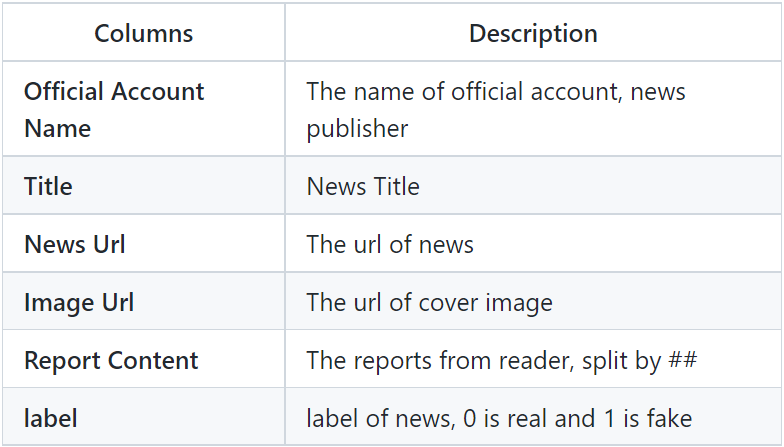 Columns Description
Official Account The name of official account, news
Name publisher
Title News Title
News Url The url of news
Image Url The url of cover image
Report Content The reports from reader, split by ##
label label of news, 0 is real and 1 is fake